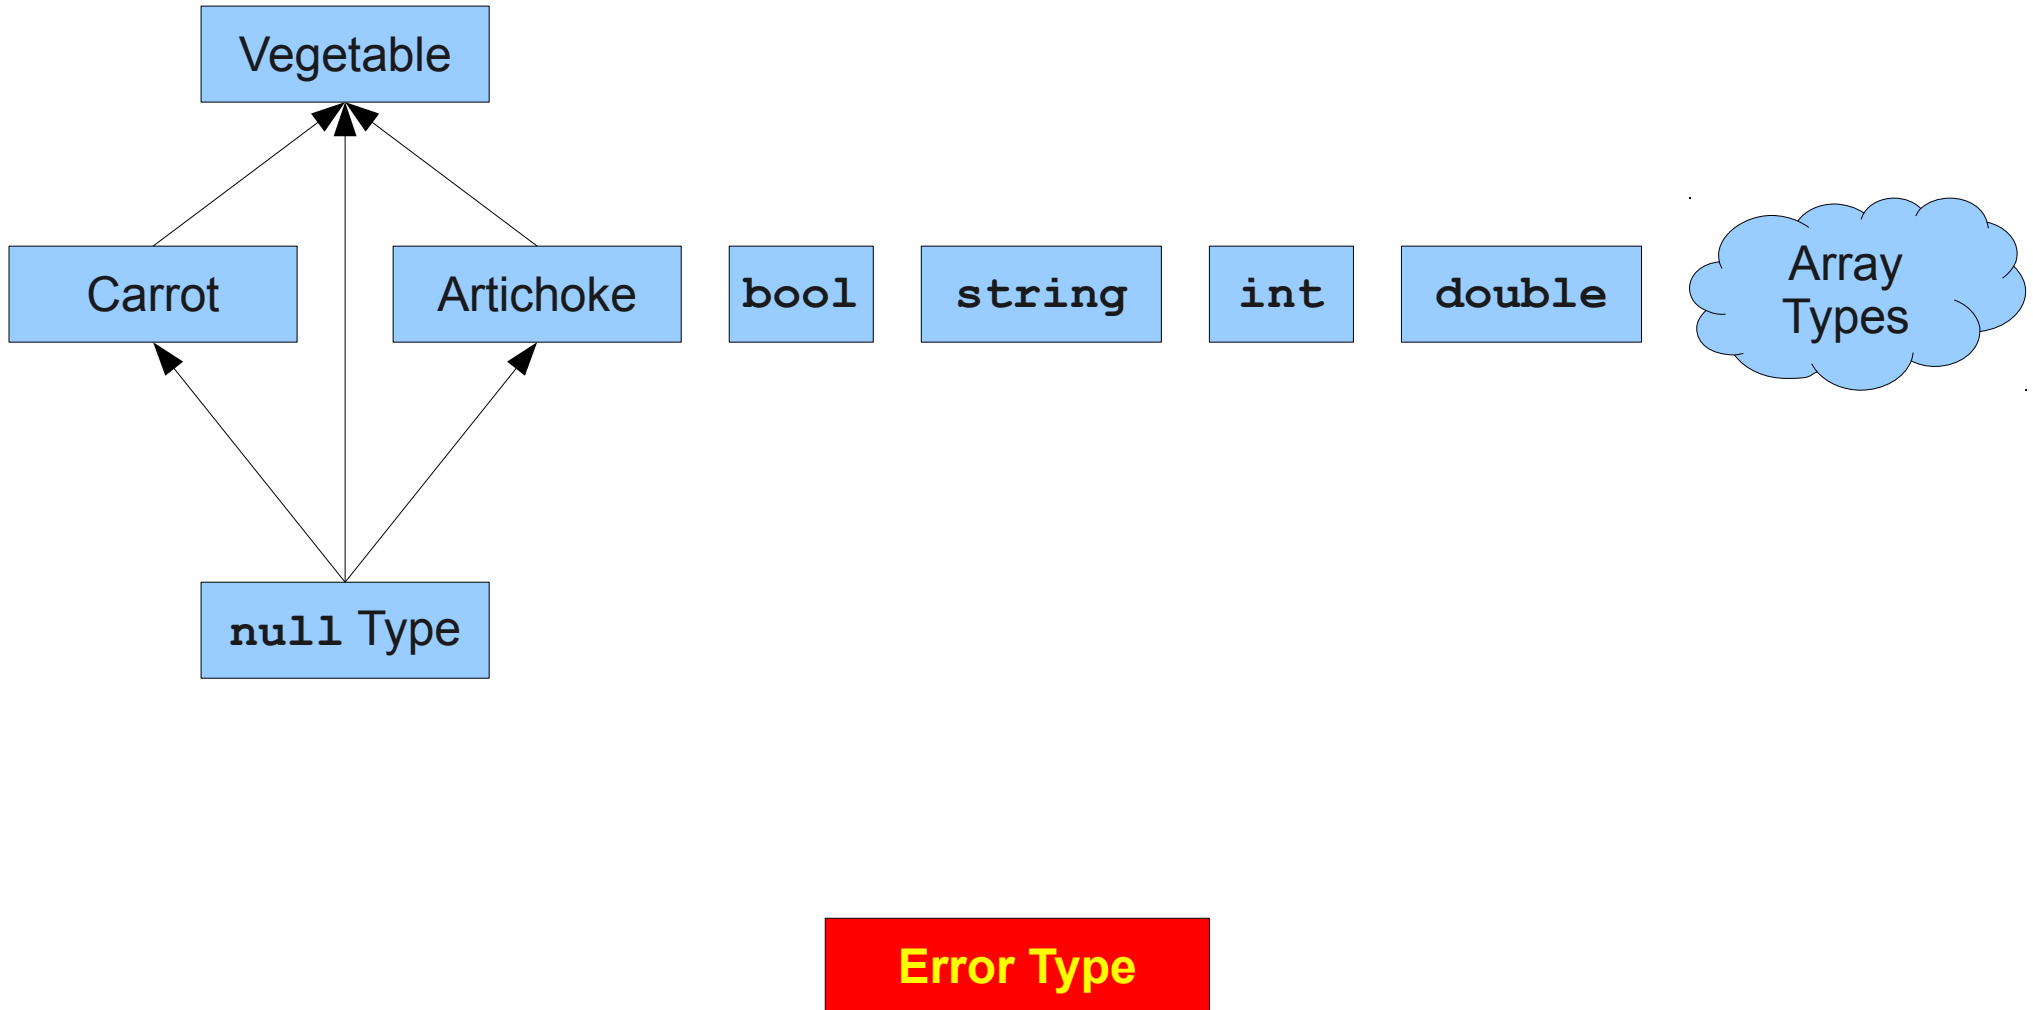 Vegetable
Carrot
Artichoke
bool
string
int
double
Array
Types
null Type
Error Type